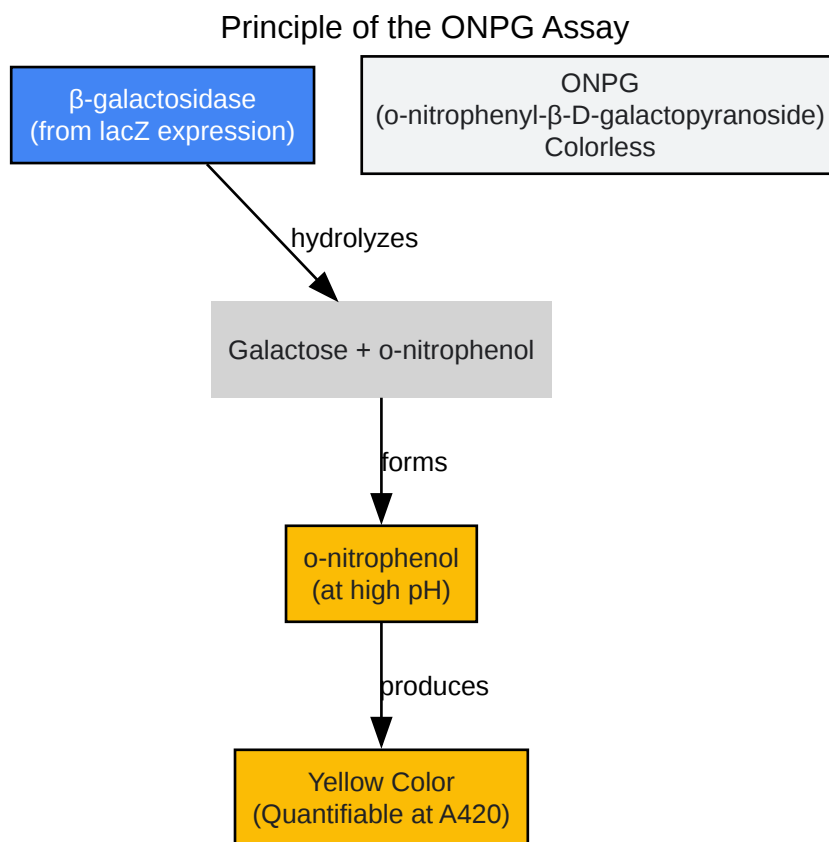 Principle of the ONPG Assay
β-galactosidase
(from lacZ expression)
ONPG
(o-nitrophenyl-β-D-galactopyranoside)
Colorless
hydrolyzes
Galactose + o-nitrophenol
forms
o-nitrophenol
(at high pH)
produces
Yellow Color
(Quantifiable at A420)